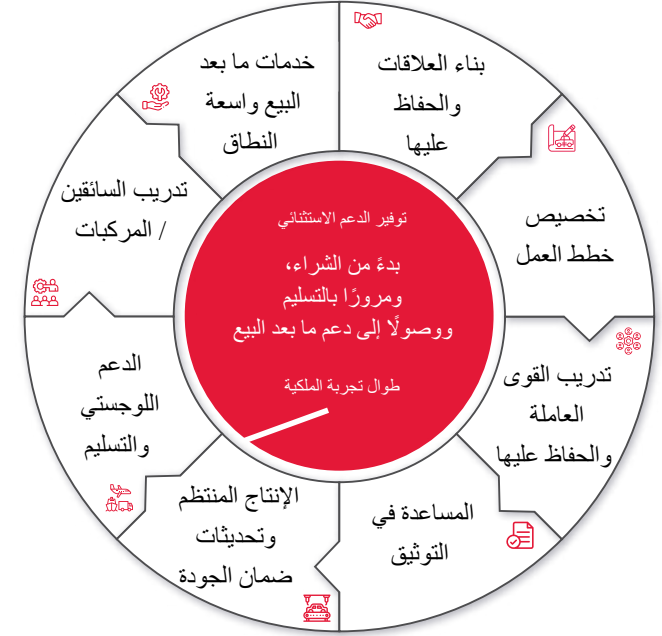 بناء العلاقات
والحفاظ
عليها
تخصيص
خطط العمل
تدريب القوى
العاملة
والحفاظ عليها
المساعدة في
التوثيق
الإنتاج المنتظم
وتحديثات
ضمان الجودة
الدعم
اللوجستي
والتسليم
تدريب السائقين
/ المركبات
خدمات ما بعد
البيع واسعة
النطاق
توفير الدعم الاستثنائي
بدءً من الشراء،
ومرورًا بالتسليم
ووصولًا إلى دعم ما بعد البيع
طوال تجربة الملكية